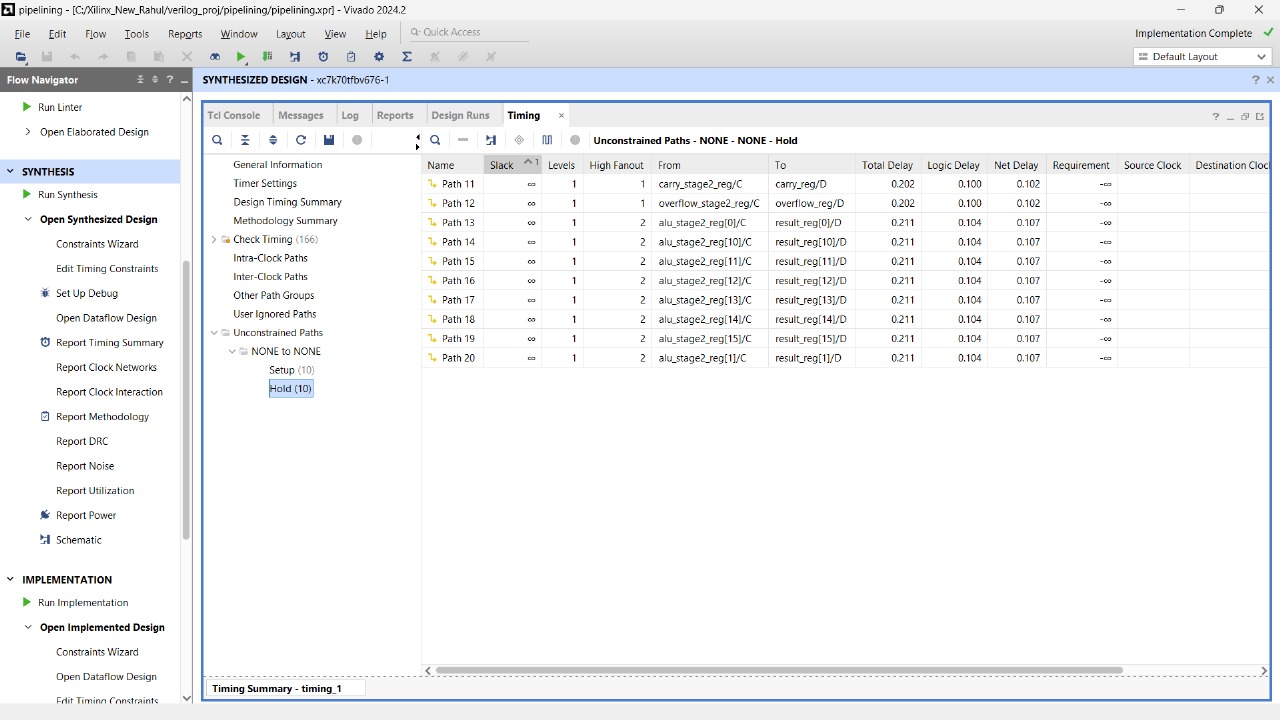 pipelining - [C:/Xilinx_New_Rahul/verilog_proj/pipelining/pipelining.xpr] - Vivado 2024.2
File Edit Flow Tools Reports Window Layout View Help Quick Access Implementation Complete
Default Layout
Flow Navigator
SYNTHESIZED DESIGN - xc7k70tfbv676-1
Run Linter
Open Elaborated Design
SYNTHESIS
Run Synthesis
Open Synthesized Design
Constraints Wizard
Edit Timing Constraints
Set Up Debug
Open Dataflow Design
Report Timing Summary
Report Clock Networks
Report Clock Interaction
Report Methodology
Report DRC
Report Noise
Report Utilization
Report Power
Schematic
IMPLEMENTATION
Run Implementation
Open Implemented Design
Constraints Wizard
Open Dataflow Design
Edit Timing Constraints
Tcl Console Messages Log Reports Design Runs Timing
Unconstrained Paths - NONE - NONE - Hold
General Information
Timer Settings
Design Timing Summary
Methodology Summary
Check Timing (166)
Intra-Clock Paths
Inter-Clock Paths
Other Path Groups
User Ignored Paths
Unconstrained Paths
NONE to NONE
Setup (10)
Hold (10)
Name Slack 1 Levels High Fanout From To Total Delay Logic Delay Net Delay Requirement Source Clock Destination Clock
Path 11 ∞ 1 1 carry_stage2_reg/C carry_reg/D 0.202 0.100 0.102 -∞
Path 12 ∞ 1 1 overflow_stage2_reg/C overflow_reg/D 0.202 0.100 0.102 -∞
Path 13 ∞ 1 2 alu_stage2_reg[0]/C result_reg[0]/D 0.211 0.104 0.107 -∞
Path 14 ∞ 1 2 alu_stage2_reg[10]/C result_reg[10]/D 0.211 0.104 0.107 -∞
Path 15 ∞ 1 2 alu_stage2_reg[11]/C result_reg[11]/D 0.211 0.104 0.107 -∞
Path 16 ∞ 1 2 alu_stage2_reg[12]/C result_reg[12]/D 0.211 0.104 0.107 -∞
Path 17 ∞ 1 2 alu_stage2_reg[13]/C result_reg[13]/D 0.211 0.104 0.107 -∞
Path 18 ∞ 1 2 alu_stage2_reg[14]/C result_reg[14]/D 0.211 0.104 0.107 -∞
Path 19 ∞ 1 2 alu_stage2_reg[15]/C result_reg[15]/D 0.211 0.104 0.107 -∞
Path 20 ∞ 1 2 alu_stage2_reg[1]/C result_reg[1]/D 0.211 0.104 0.107 -∞
Timing Summary - timing_1